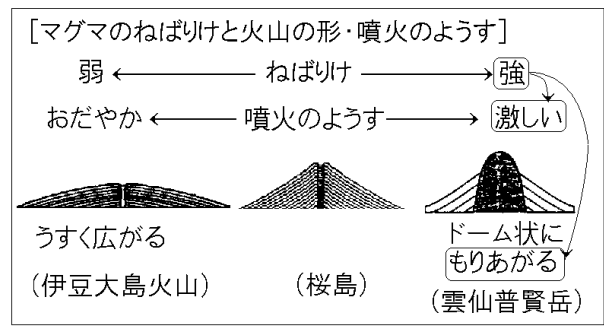 [マグマのねばりけと火山の形・噴火のようす]
弱 ←── ねばりけ ──→ 強
おだやか ←── 噴火のようす ──→ 激しい
うすく広がる
(伊豆大島火山)
(桜島)
ドーム状に
もりあがる
(雲仙普賢岳)